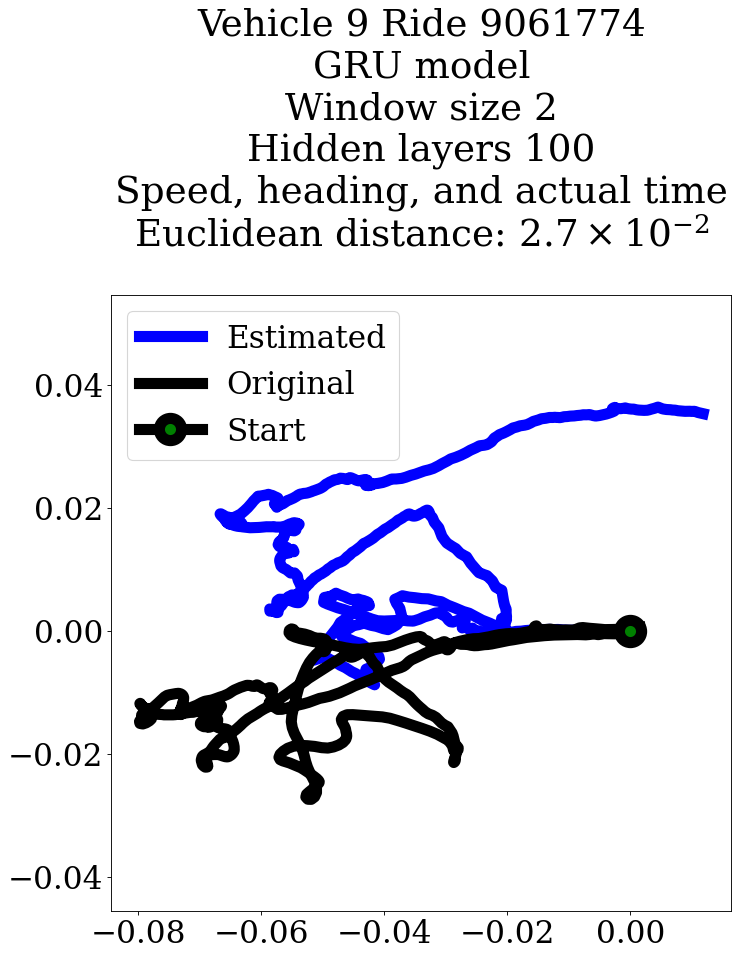 Vehicle 9 Ride 9061774
GRU model
Window size 2
Hidden layers 100
Speed, heading, and actual time
Euclidean distance: 2.7 × 10⁻²
Estimated
Original
Start
0.04
0.02
0.00
−0.02
−0.04
−0.08
−0.06
−0.04
−0.02
0.00